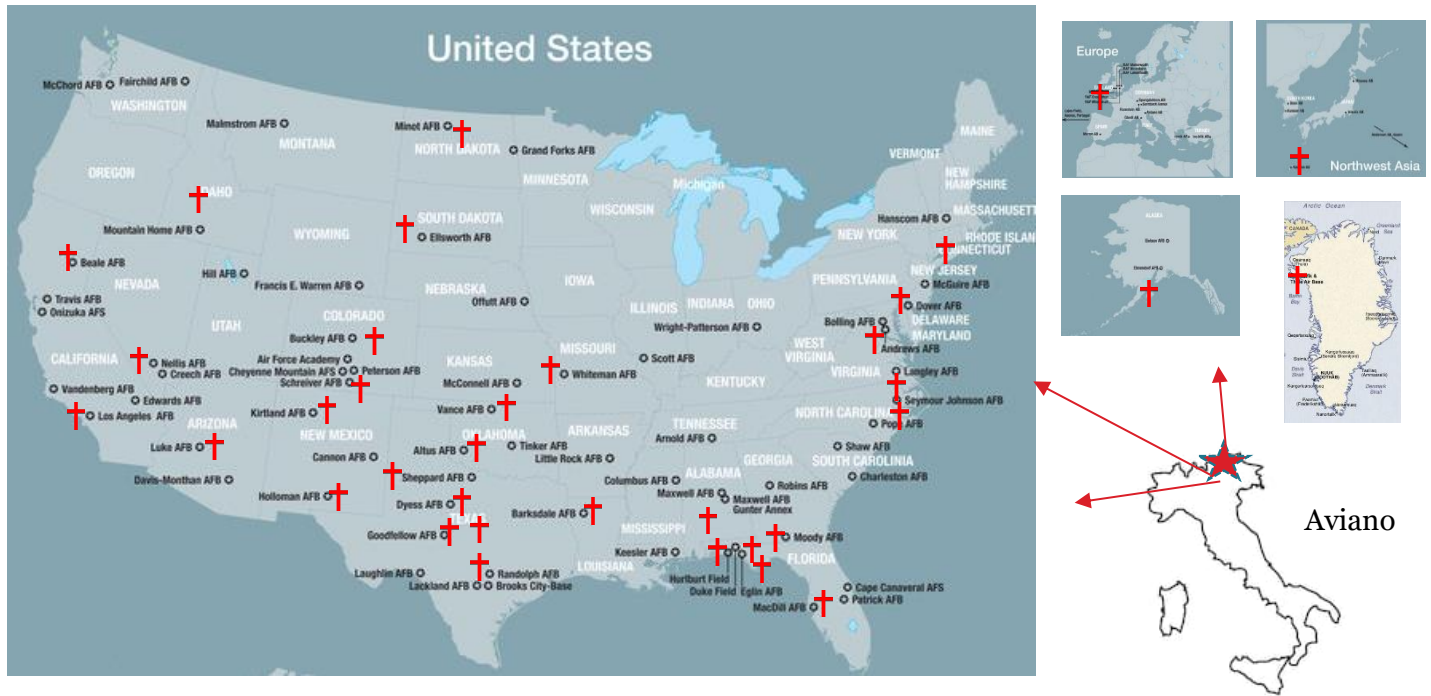 United States
McChord AFB
Fairchild AFB
WASHINGTON
Malmstrom AFB
MONTANA
Minot AFB
NORTH DAKOTA
Grand Forks AFB
MAINE
OREGON
IDAHO
MINNESOTA
VERMONT
NEW
HAMPSHIRE
Michigan
SOUTH DAKOTA
WISCONSIN
Hanscom AFB
MASSACHUSETT
Mountain Home AFB
WYOMING
Ellsworth AFB
NEW YORK
RHODE ISLAN
CONNECTICUT
Beale AFB
Hill AFB
Francis E. Warren AFB
NEVADA
NEBRASKA
IOWA
PENNSYLVANIA
NEW JERSEY
McGuire AFB
Travis AFB
Onizuka AFS
Offutt AFB
ILLINOIS
INDIANA
OHIO
Dover AFB
UTAH
COLORADO
Buckley AFB
Wright-Patterson AFB
Bolling AFB
DELAWARE
MARYLAND
Andrews AFB
CALIFORNIA
Nellis AFB
Creech AFB
Air Force Academy
Cheyenne Mountain AFS
Peterson AFB
Schreiver AFB
KANSAS
McConnell AFB
MISSOURI
Whiteman AFB
Scott AFB
WEST
VIRGINIA
VIRGINIA
Langley AFB
KENTUCKY
Vandenberg AFB
Edwards AFB
Los Angeles AFB
Kirtland AFB
Vance AFB
Seymour Johnson AFB
NORTH CAROLINA
Pope AFB
ARIZONA
Luke AFB
NEW MEXICO
Cannon AFB
OKLAHOMA
Altus AFB
Tinker AFB
ARKANSAS
Little Rock AFB
TENNESSEE
Arnold AFB
Shaw AFB
SOUTH CAROLINA
Charleston AFB
Davis-Monthan AFB
Holloman AFB
Sheppard AFB
Dyess AFB
Columbus AFB
ALABAMA
GEORGIA
Robins AFB
Maxwell AFB
Maxwell AFB
Gunter Annex
TEXAS
Goodfellow AFB
Barksdale AFB
MISSISSIPPI
Keesler AFB
Moody AFB
FLORIDA
LOUISIANA
Laughlin AFB
Randolph AFB
Lackland AFB
Brooks City-Base
Hurlburt Field
Duke Field
Eglin AFB
MacDill AFB
Cape Canaveral AFS
Patrick AFB
Europe
Northwest Asia
ALASKA
Arctic Ocean
CANADA
Aviano